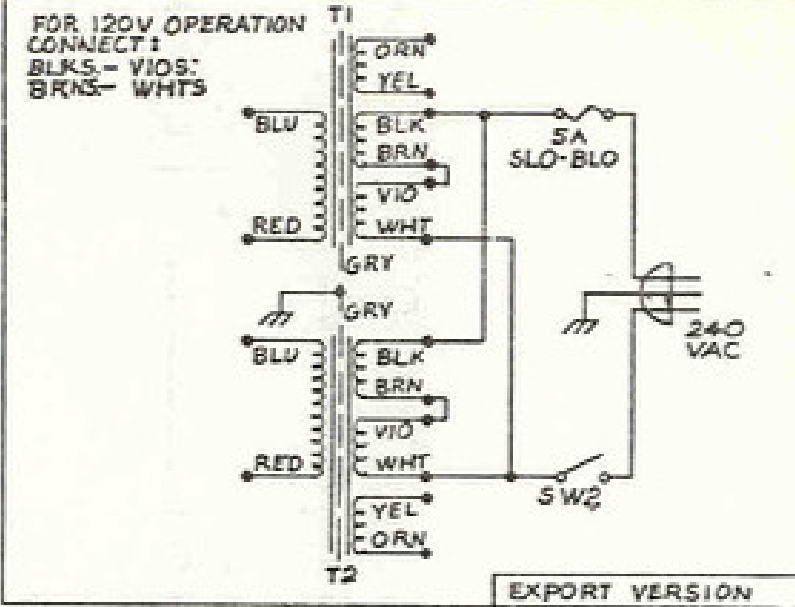 FOR 120V OPERATION
CONNECT:
BLKS.- VIOS.
BRNS- WHTS
T1
ORN
YEL
BLU
BLK
BRN
VIO
RED
WHT
GRY
GRY
5A
SLO-BLO
240
VAC
BLU
BLK
BRN
VIO
RED
WHT
SW2
YEL
ORN
T2
EXPORT VERSION